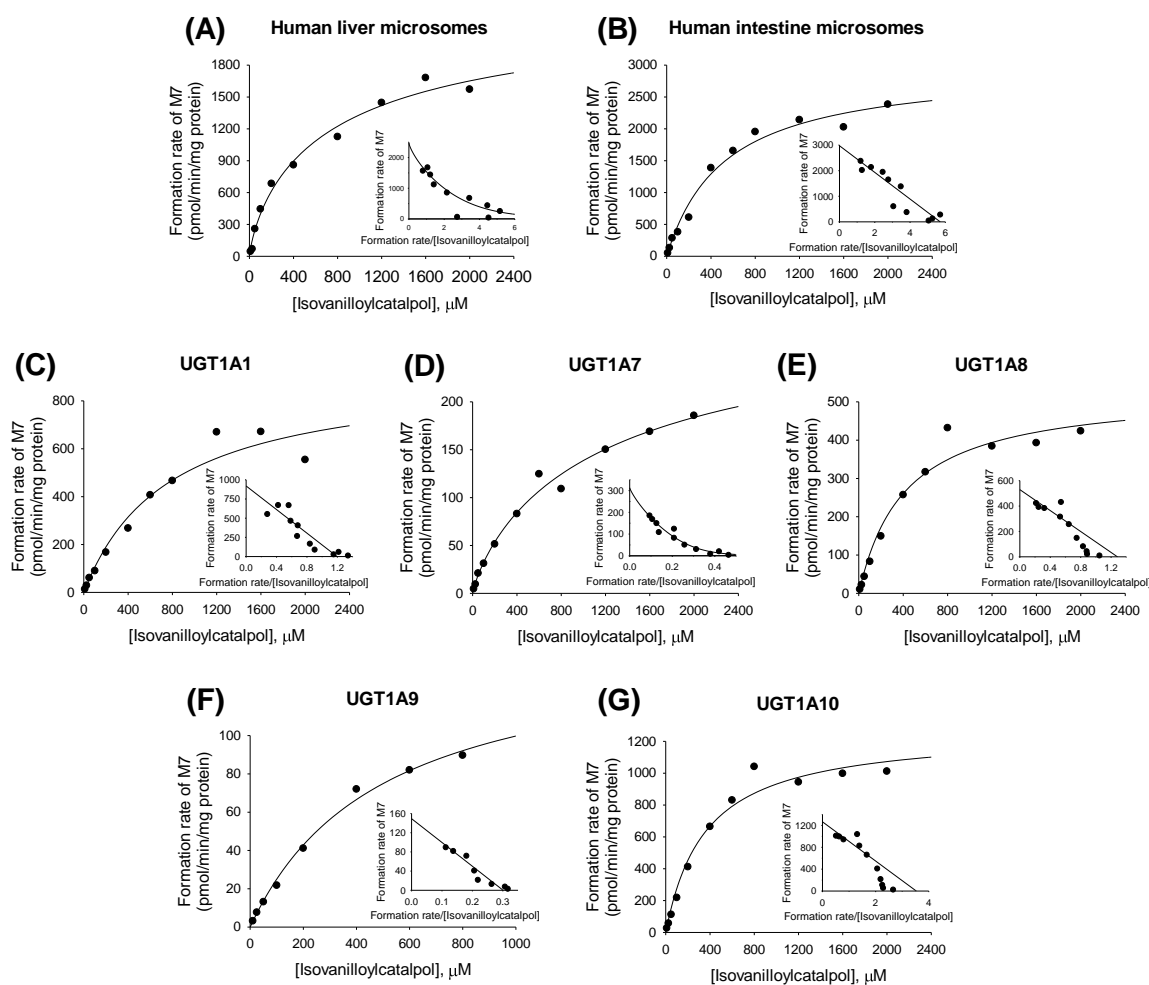 (A) Human liver microsomes
Formation rate of M7
(pmol/min/mg protein)
1800
1500
1200
900
600
300
0
0 400 800 1200 1600 2000 2400
[Isovanilloylcatalpol], μM
Formation rate of M7
2000
1000
0
0 2 4 6
Formation rate/[Isovanilloylcatalpol]
(B) Human intestine microsomes
Formation rate of M7
(pmol/min/mg protein)
3000
2500
2000
1500
1000
500
0
0 400 800 1200 1600 2000 2400
[Isovanilloylcatalpol], μM
Formation rate of M7
3000
2000
1000
0
0 2 4 6
Formation rate/[Isovanilloylcatalpol]
(C) UGT1A1
Formation rate of M7
(pmol/min/mg protein)
800
600
400
200
0
0 400 800 1200 1600 2000 2400
[Isovanilloylcatalpol], μM
Formation rate of M7
1000
750
500
250
0
0.0 0.4 0.8 1.2
Formation rate/[Isovanilloylcatalpol]
(D) UGT1A7
Formation rate of M7
(pmol/min/mg protein)
200
150
100
50
0
0 400 800 1200 1600 2000 2400
[Isovanilloylcatalpol], μM
Formation rate of M7
300
200
100
0
0.0 0.2 0.4
Formation rate/[Isovanilloylcatalpol]
(E) UGT1A8
Formation rate of M7
(pmol/min/mg protein)
500
400
300
200
100
0
0 400 800 1200 1600 2000 2400
[Isovanilloylcatalpol], μM
Formation rate of M7
600
400
200
0
0.0 0.4 0.8 1.2
Formation rate/[Isovanilloylcatalpol]
(F) UGT1A9
Formation rate of M7
(pmol/min/mg protein)
100
80
60
40
20
0
0 200 400 600 800 1000
[Isovanilloylcatalpol], μM
Formation rate of M7
160
120
80
40
0
0.0 0.1 0.2 0.3
Formation rate/[Isovanilloylcatalpol]
(G) UGT1A10
Formation rate of M7
(pmol/min/mg protein)
1200
1000
800
600
400
200
0
0 400 800 1200 1600 2000 2400
[Isovanilloylcatalpol], μM
Formation rate of M7
1200
800
400
0
0 2 4
Formation rate/[Isovanilloylcatalpol]